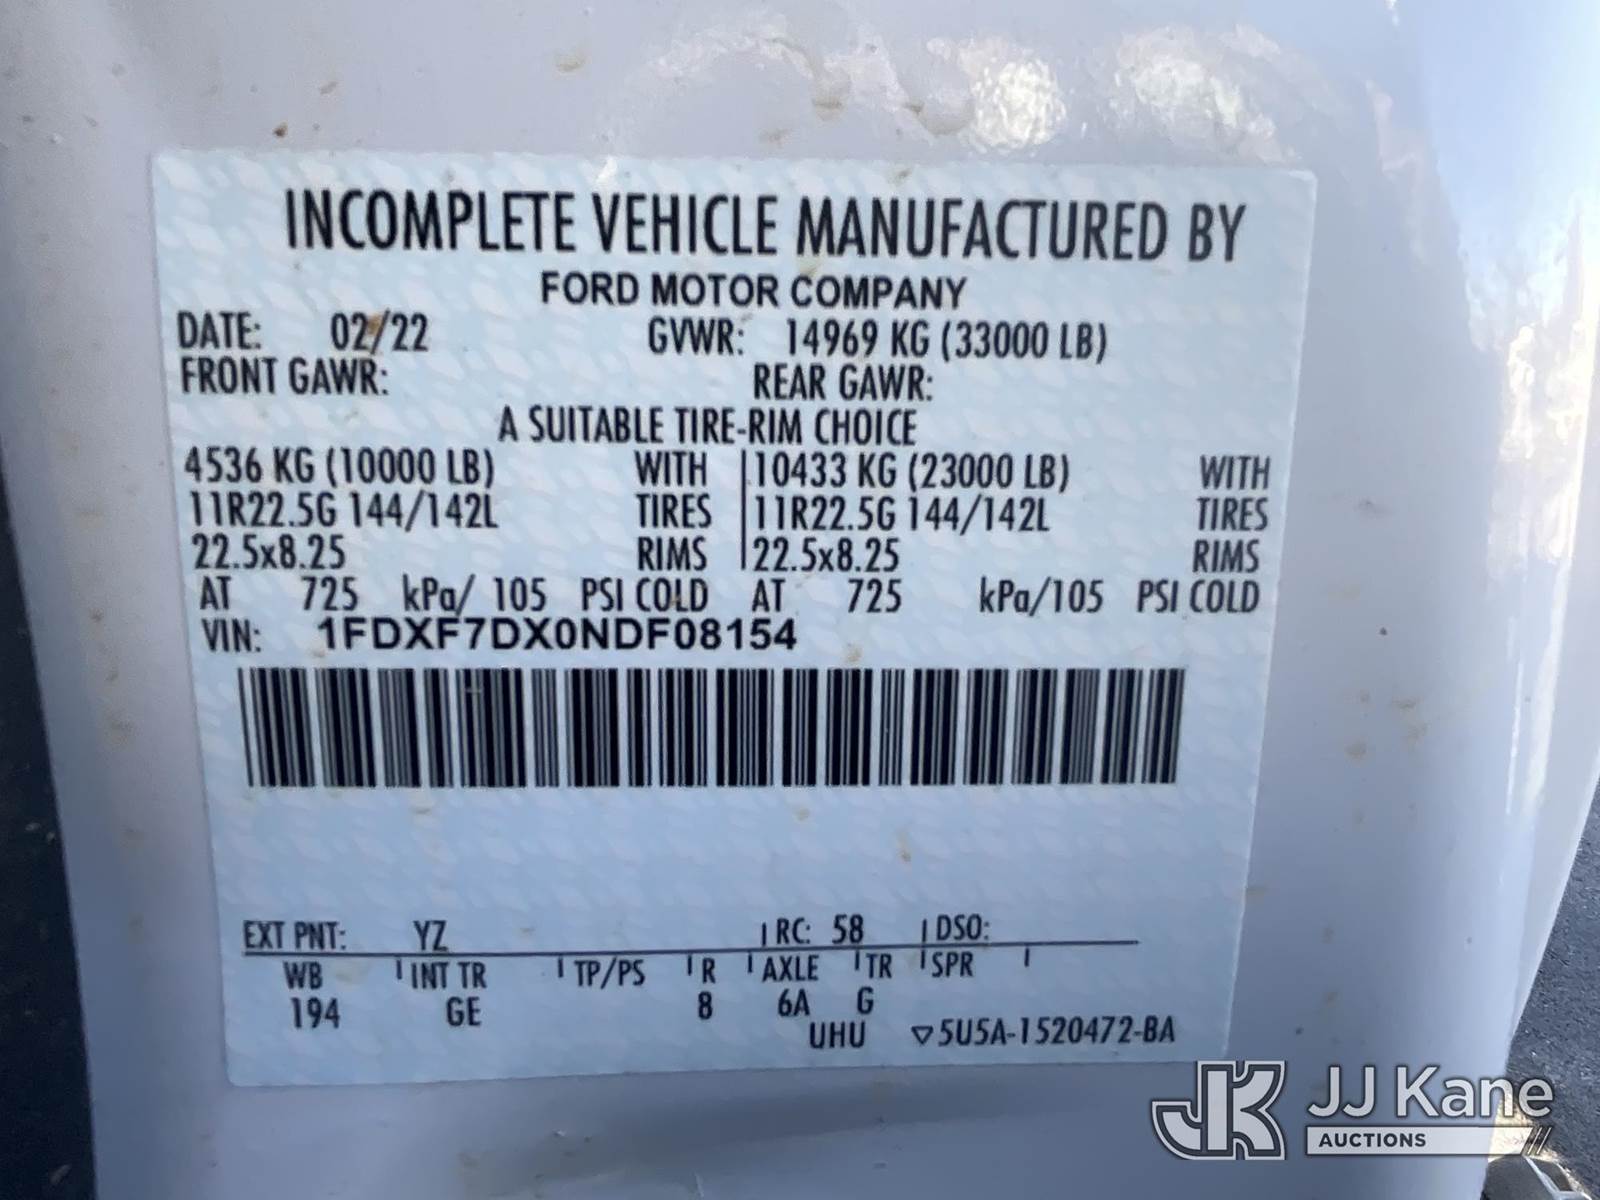 INCOMPLETE VEHICLE MANUFACTURED BY
FORD MOTOR COMPANY
DATE: 02/22 GVWR: 14969 KG (33000 LB)
FRONT GAWR: REAR GAWR:
A SUITABLE TIRE-RIM CHOICE
4536 KG (10000 LB) WITH 10433 KG (23000 LB) WITH
11R22.5G 144/142L TIRES 11R22.5G 144/142L TIRES
22.5x8.25 RIMS 22.5x8.25 RIMS
AT 725 kPa/ 105 PSI COLD AT 725 kPa/105 PSI COLD
VIN: 1FDXF7DX0NDF08154
EXT PNT: YZ RC: 58 DSO:
WB INT TR TP/PS R AXLE TR SPR
194 GE 8 6A G
UHU ▽5U5A-1520472-BA
JK JJ Kane
AUCTIONS